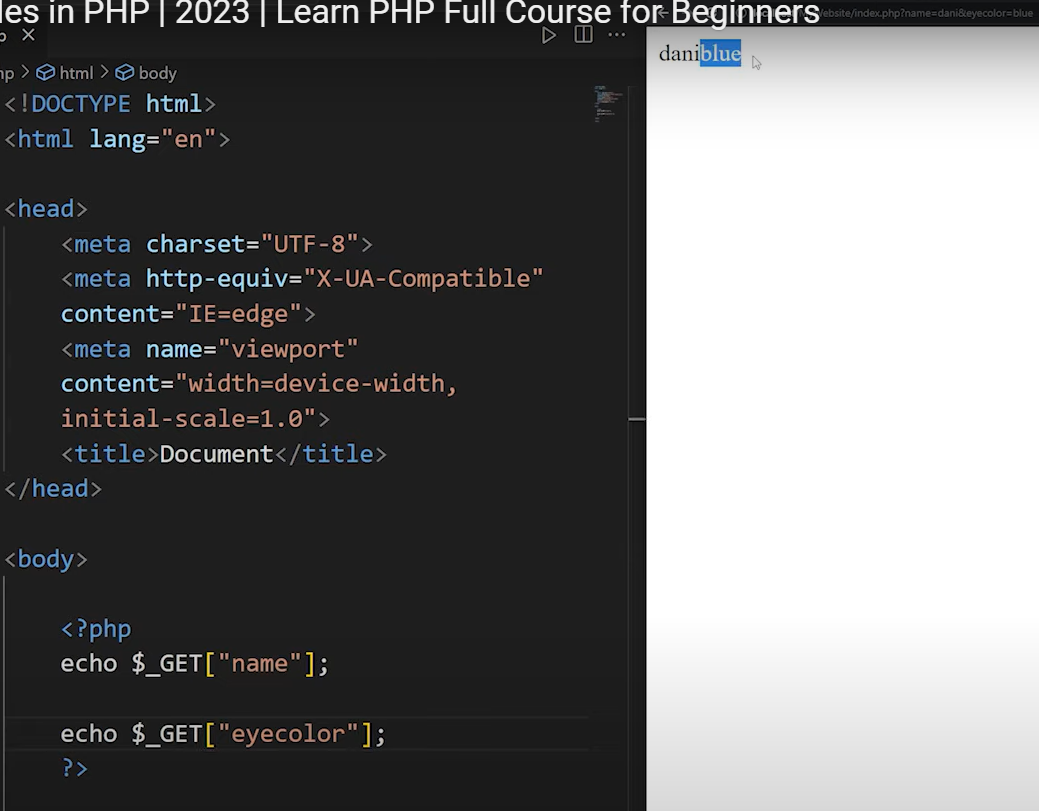 les in PHP | 2023 | Learn PHP Full Course for Beginners
ebsite/index.php?name=dani&eyecolor=blue
html > body
<!DOCTYPE html>
<html lang="en">
<head>
<meta charset="UTF-8">
<meta http-equiv="X-UA-Compatible"
content="IE=edge">
<meta name="viewport"
content="width=device-width,
initial-scale=1.0">
<title>Document</title>
</head>
<body>
<?php
echo $_GET["name"];
echo $_GET["eyecolor"];
?>
daniblue